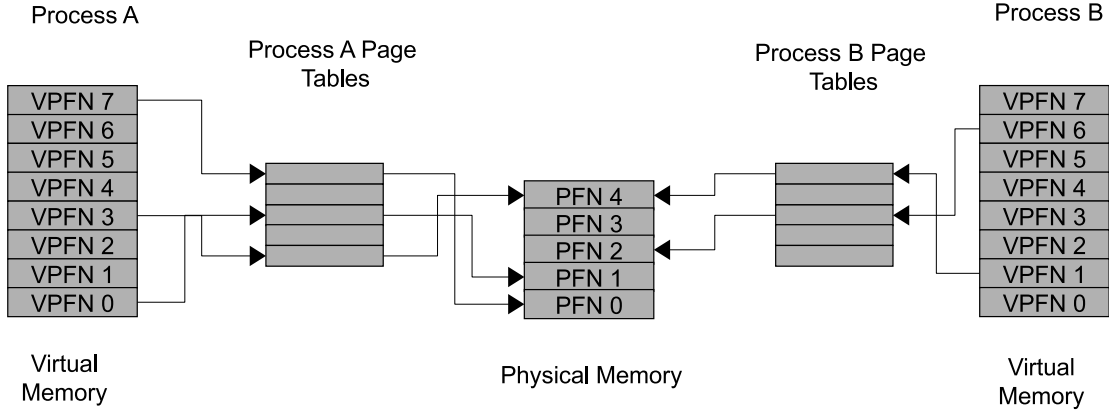 Process A
Process B
Process A Page
Tables
Process B Page
Tables
VPFN 7
VPFN 6
VPFN 5
VPFN 4
VPFN 3
VPFN 2
VPFN 1
VPFN 0
PFN 4
PFN 3
PFN 2
PFN 1
PFN 0
VPFN 7
VPFN 6
VPFN 5
VPFN 4
VPFN 3
VPFN 2
VPFN 1
VPFN 0
Virtual
Memory
Physical Memory
Virtual
Memory